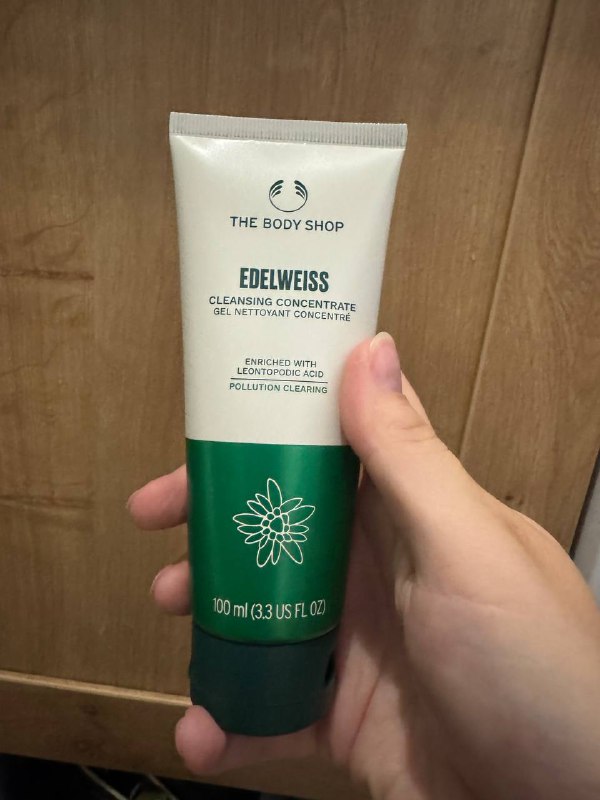 THE BODY SHOP
EDELWEISS
CLEANSING CONCENTRATE
GEL NETTOYANT CONCENTRÉ
ENRICHED WITH
LEONTOPODIC ACID
POLLUTION CLEARING
100 ml (3.3 US FL OZ)